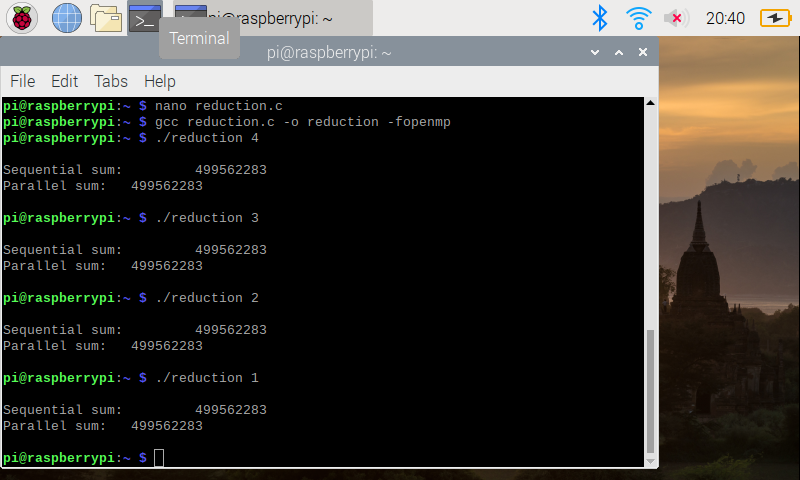 pi@raspberrypi: ~
20:40
Terminal
pi@raspberrypi: ~
File Edit Tabs Help
pi@raspberrypi:~ $ nano reduction.c
pi@raspberrypi:~ $ gcc reduction.c -o reduction -fopenmp
pi@raspberrypi:~ $ ./reduction 4
Sequential sum: 499562283
Parallel sum: 499562283
pi@raspberrypi:~ $ ./reduction 3
Sequential sum: 499562283
Parallel sum: 499562283
pi@raspberrypi:~ $ ./reduction 2
Sequential sum: 499562283
Parallel sum: 499562283
pi@raspberrypi:~ $ ./reduction 1
Sequential sum: 499562283
Parallel sum: 499562283
pi@raspberrypi:~ $